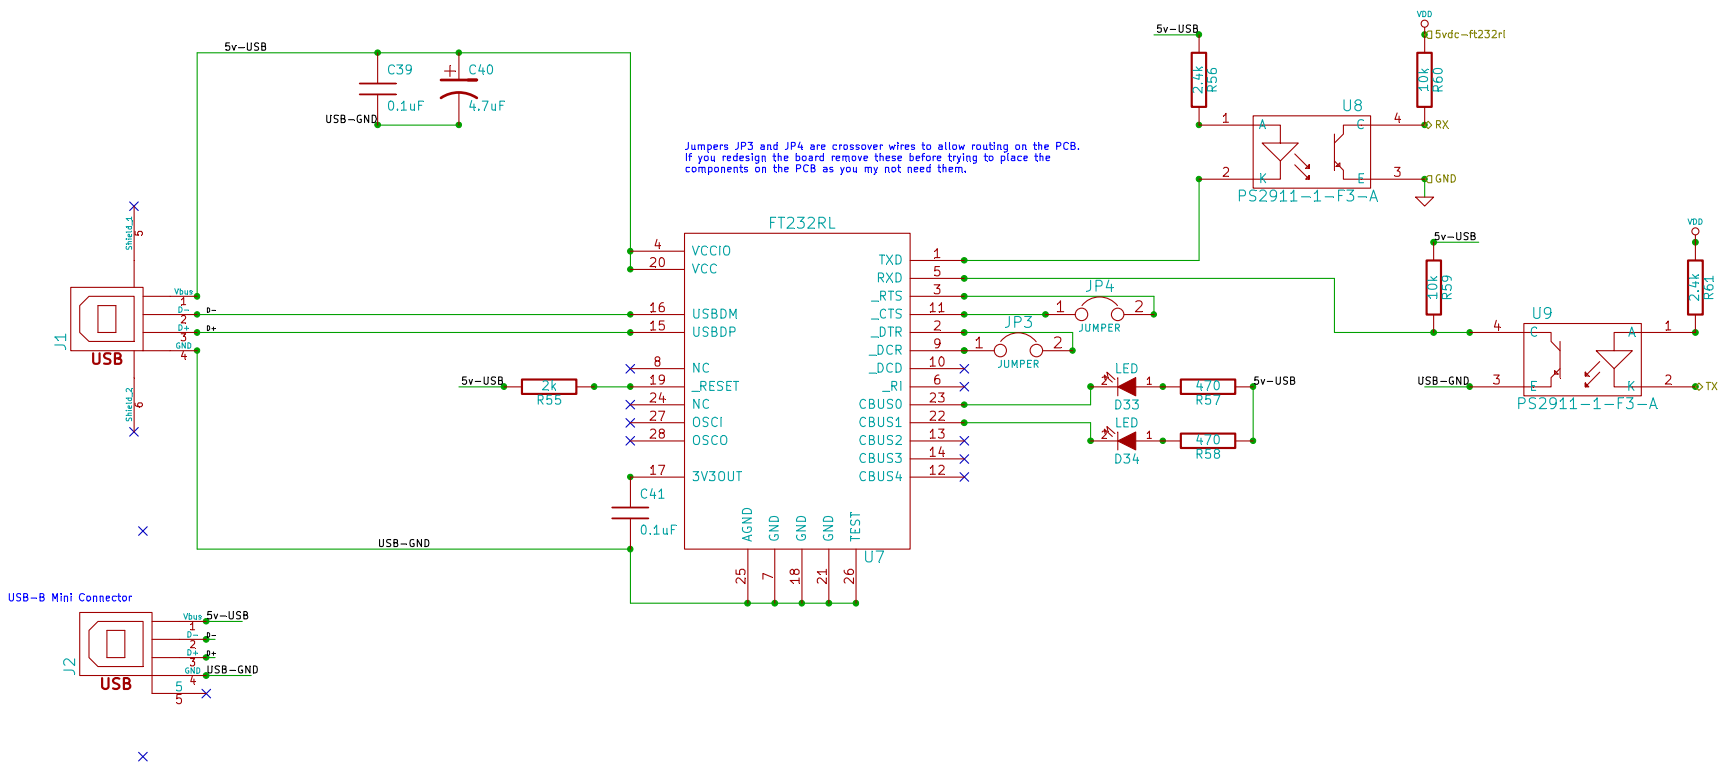 5v-USB
C39
0.1uF
C40
4.7uF
USB-GND
5v-USB
2.4k
R56
VDD
5vdc-ft232rl
10k
R60
U8
1
A
C
4
RX
2
K
E
3
GND
PS2911-1-F3-A
Jumpers JP3 and JP4 are crossover wires to allow routing on the PCB.
If you redesign the board remove these before trying to place the
components on the PCB as you my not need them.
Shield_1
5
J1
Vbus
1
D-
D-
2
D+
D+
3
GND
4
USB
Shield_2
6
FT232RL
4
VCCIO
20
VCC
16
USBDM
15
USBDP
8
NC
19
_RESET
24
NC
27
OSCI
28
OSCO
17
3V3OUT
TXD
1
RXD
5
_RTS
3
_CTS
11
_DTR
2
_DCR
9
_DCD
10
_RI
6
CBUS0
23
CBUS1
22
CBUS2
13
CBUS3
14
CBUS4
12
AGND
GND
GND
GND
TEST
25
7
18
21
26
U7
5v-USB
2k
R55
C41
0.1uF
USB-GND
JP4
1
2
JUMPER
JP3
1
2
JUMPER
LED
2
1
D33
470
R57
5v-USB
LED
2
1
D34
470
R58
5v-USB
10k
R59
VDD
2.4k
R61
U9
4
C
A
1
USB-GND
3
E
K
2
TX
PS2911-1-F3-A
USB-B Mini Connector
J2
Vbus
5v-USB
1
D-
D-
2
D+
D+
3
GND
USB-GND
4
USB
5
5